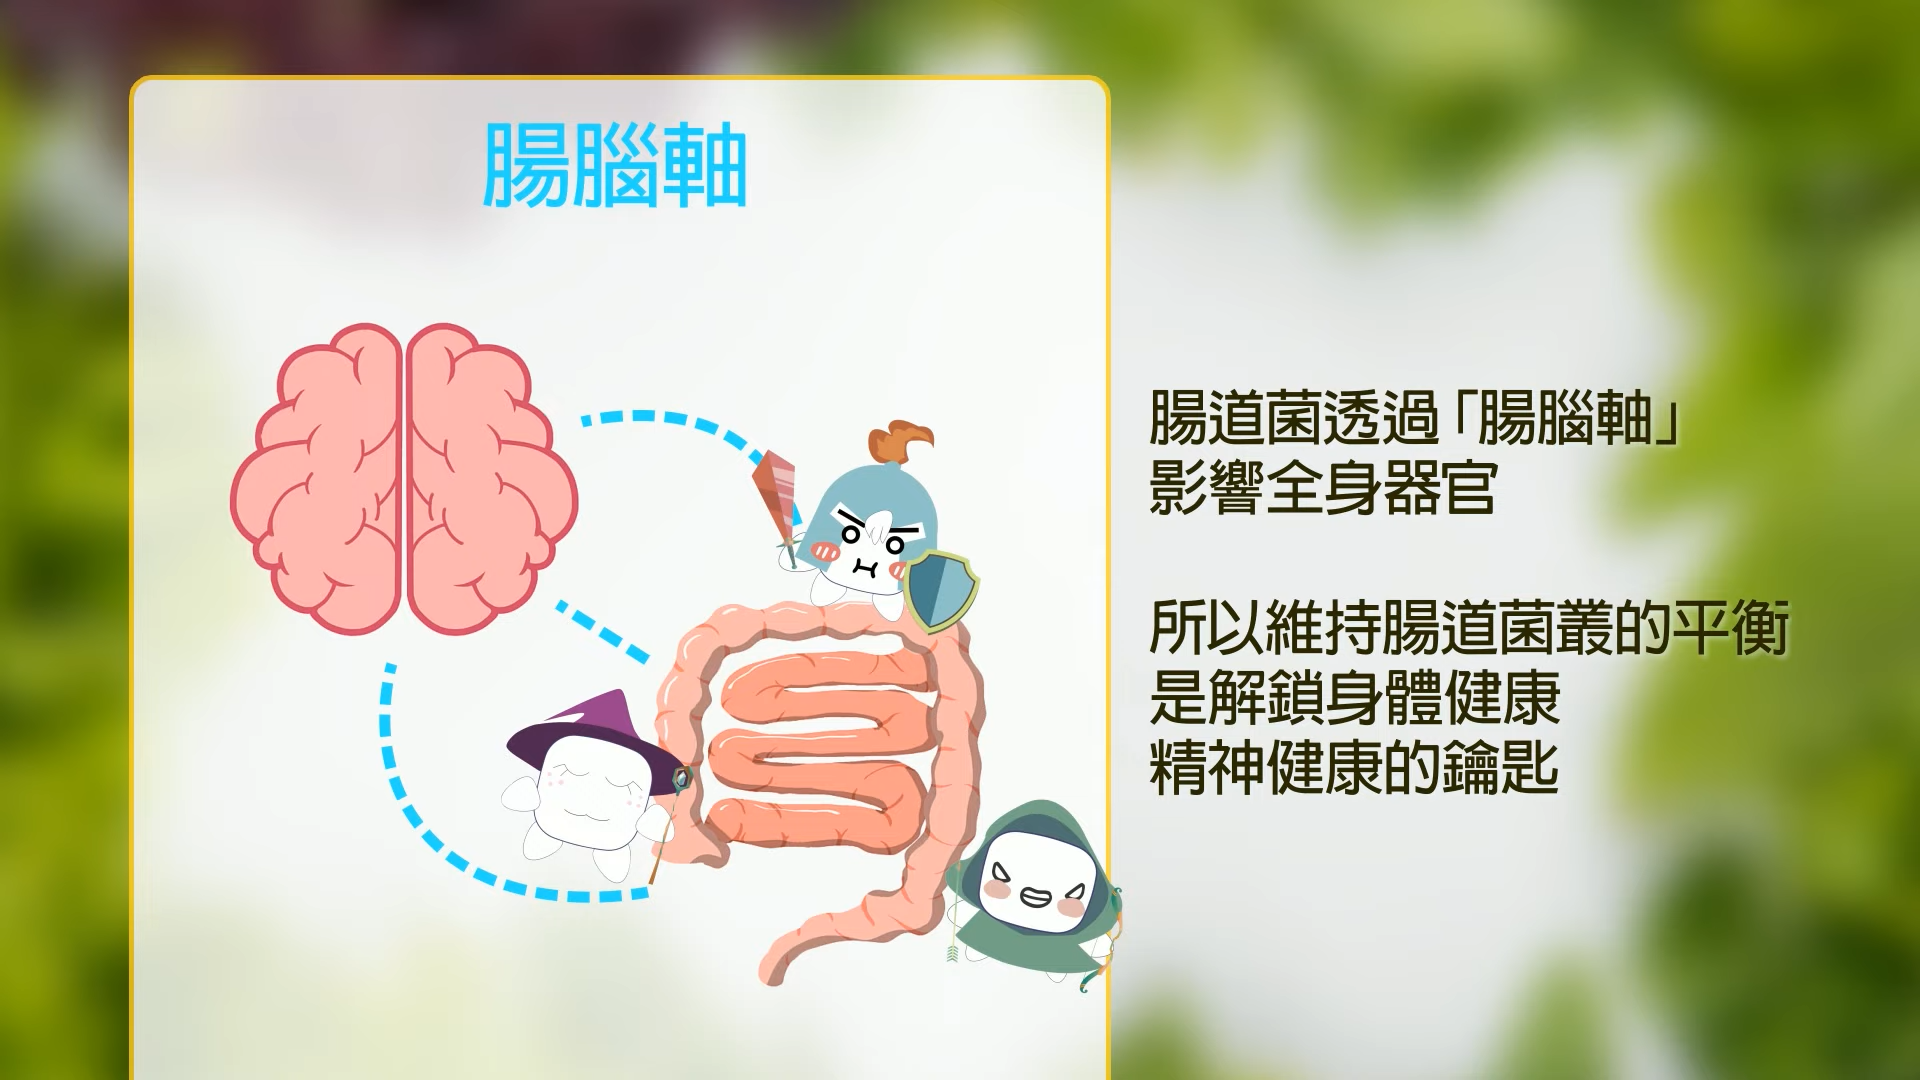 腸腦軸
腸道菌透過「腸腦軸」
影響全身器官
所以維持腸道菌叢的平衡
是解鎖身體健康
精神健康的鑰匙